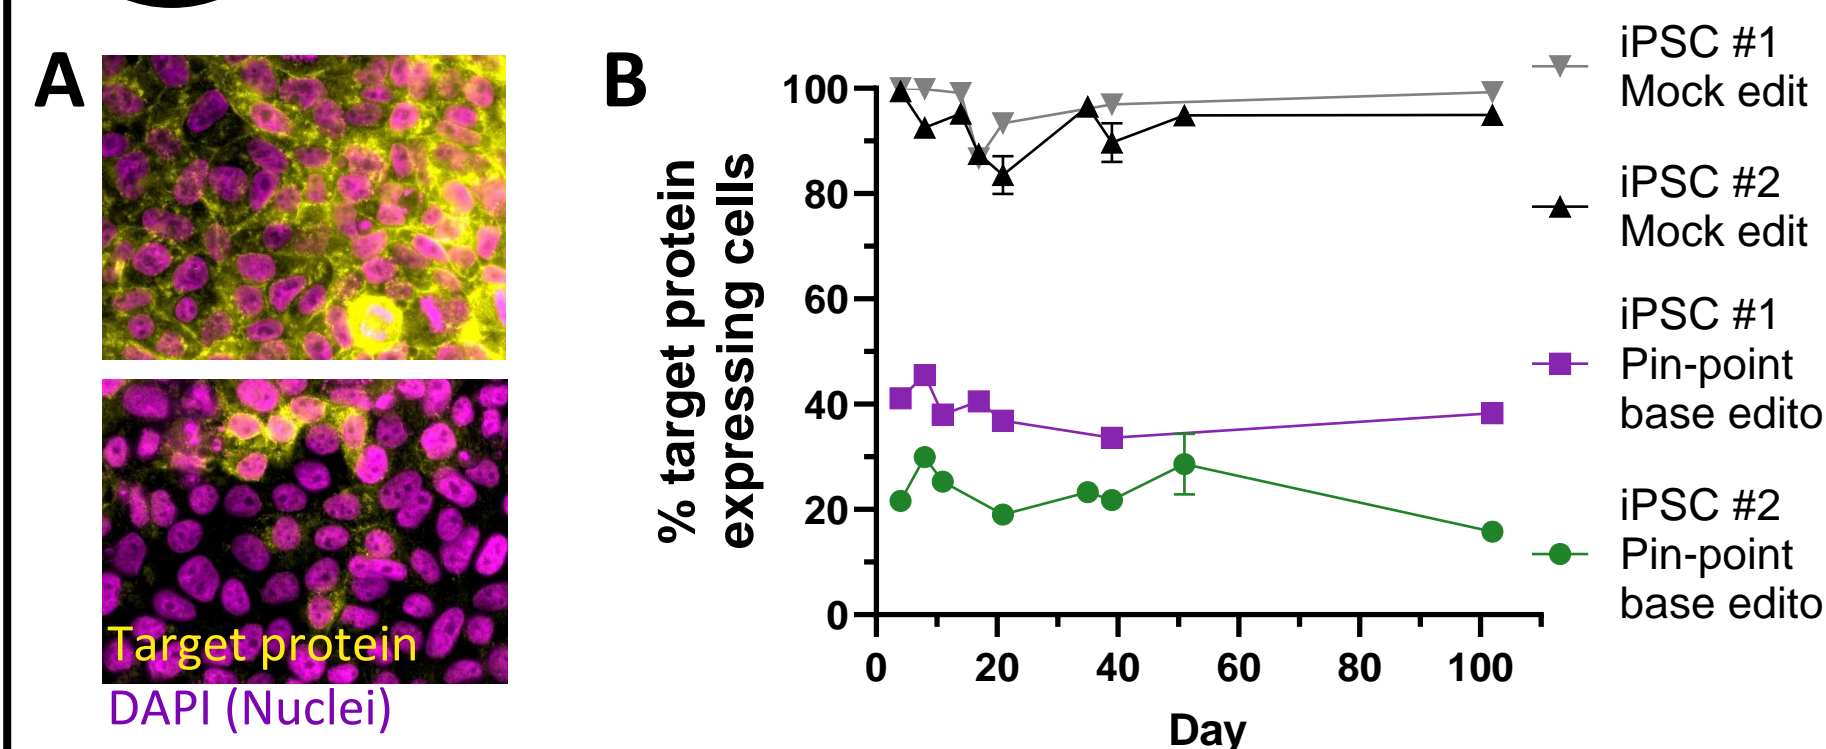 A
Target protein
DAPI (Nuclei)
B
% target protein
expressing cells
100
80
60
40
20
0
0 20 40 60 80 100
Day
iPSC #1
Mock edit
iPSC #2
Mock edit
iPSC #1
Pin-point
base edito
iPSC #2
Pin-point
base edito